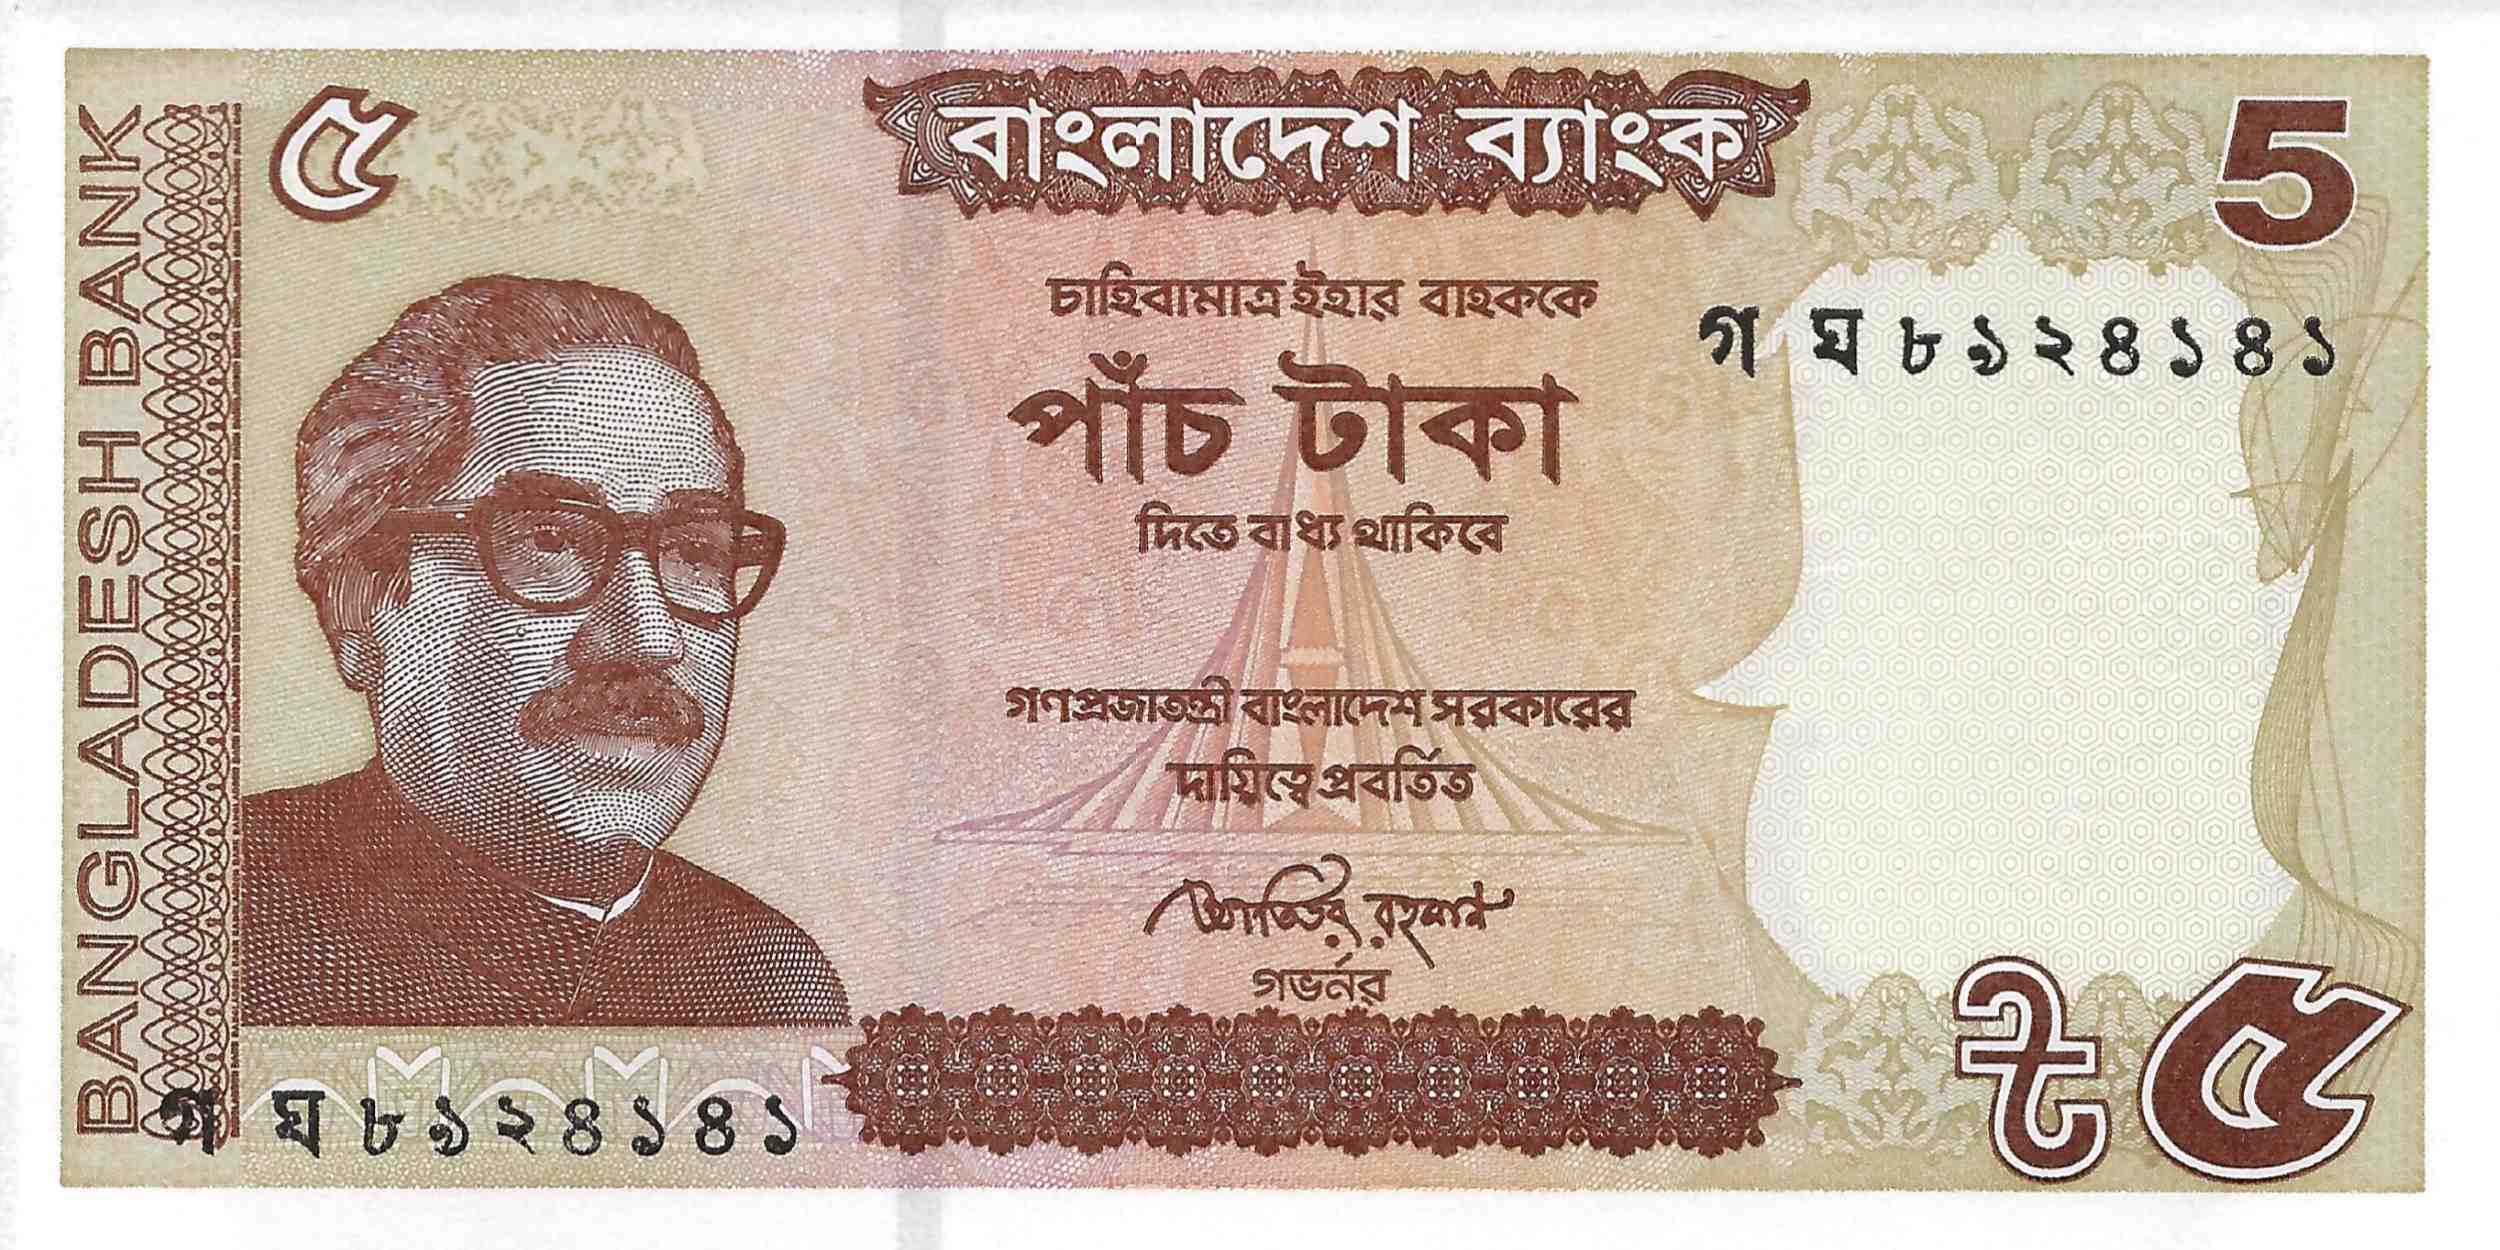 BANGLADESH BANK
৫
বাংলাদেশ ব্যাংক
5
চাহিবামাত্র ইহার বাহককে
গ ঘ ৮৯২৪১৪১
পাঁচ টাকা
দিতে বাধ্য থাকিবে
গণপ্রজাতন্ত্রী বাংলাদেশ সরকারের
দায়িত্বে প্রবর্তিত
আতিউর রহমান
গভর্নর
গ ঘ ৮৯২৪১৪১
৳ ৫